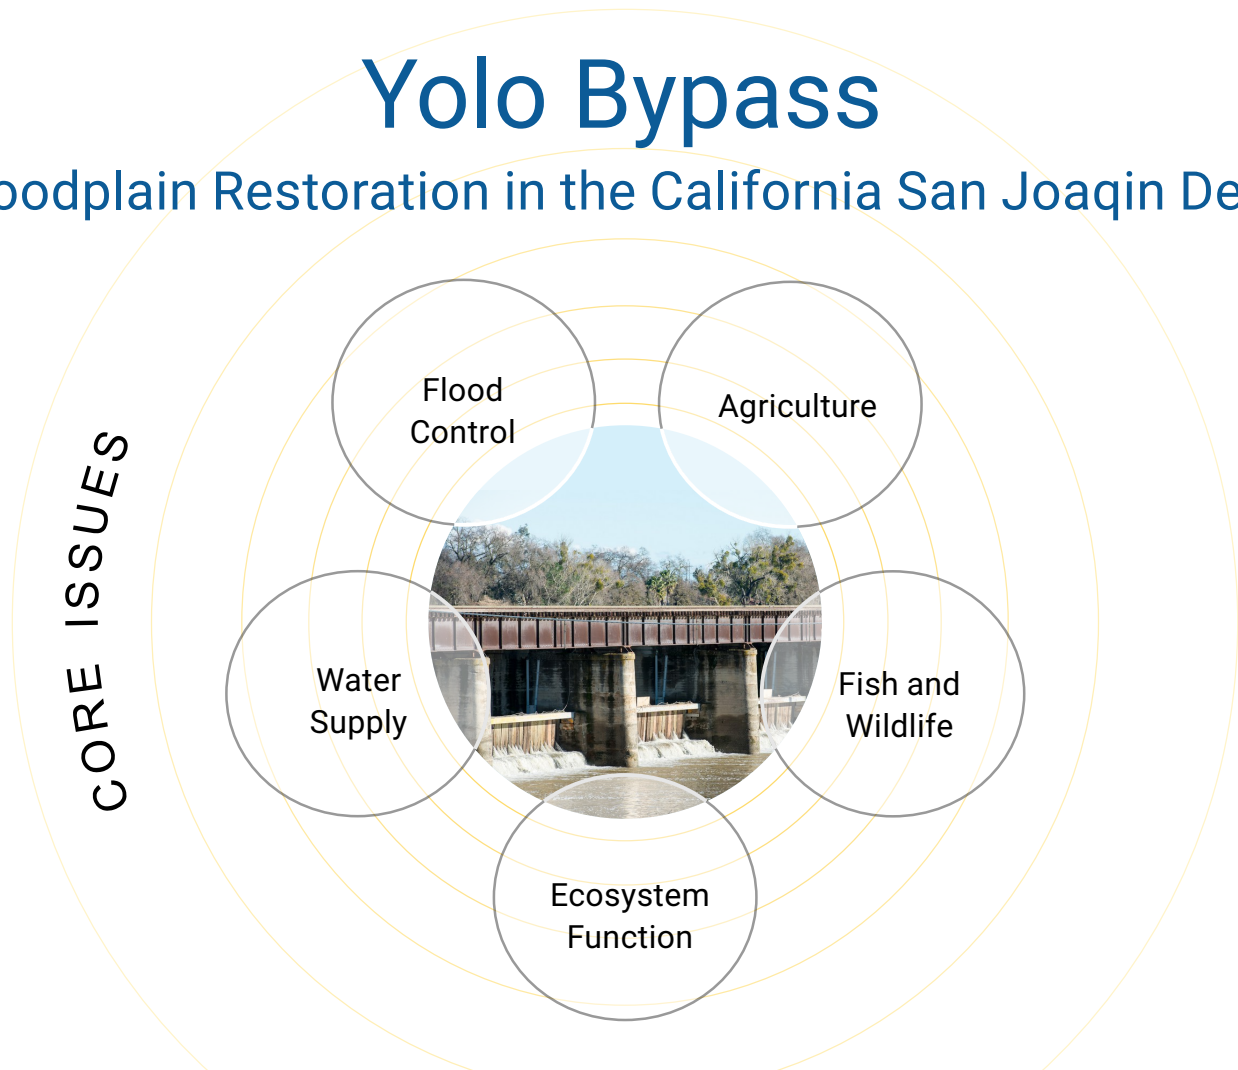 Yolo Bypass
oodplain Restoration in the California San Joaqin De
Flood
Control
Agriculture
CORE ISSUES
Water
Supply
Fish and
Wildlife
Ecosystem
Function